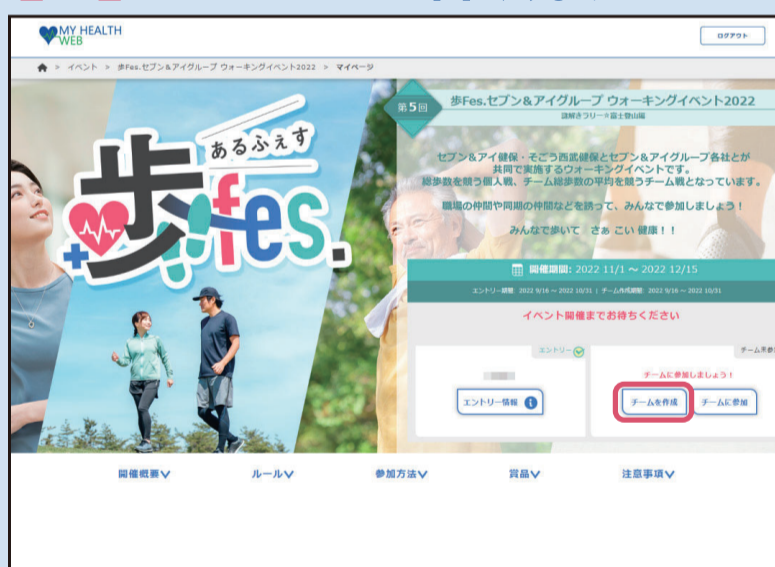 MY HEALTH
WEB
ログアウト
> イベント > 歩Fes.セブン&アイグループ ウォーキングイベント2022 > マイページ
あるふぇす
歩fes.
第5回
歩Fes.セブン&アイグループ ウォーキングイベント2022
謎解きラリー※富士登山編
セブン&アイ健保・そごう西武健保とセブン&アイグループ各社とが
共同で実施するウォーキングイベントです。
総歩数を競う個人戦、チーム総歩数の平均を競うチーム戦となっています。
職場の仲間や同期の仲間などを誘って、みんなで参加しましょう！
みんなで歩いて さぁ こい 健康！！
開催期間: 2022 11/1 ～ 2022 12/15
エントリー期間: 2022 9/16 ～ 2022 10/31 | チーム作成期間: 2022 9/16 ～ 2022 10/31
イベント開催までお待ちください
エントリー
エントリー情報
チーム未参
チームに参加しましょう！
チームを作成
チームに参加
開催概要
ルール
参加方法
賞品
注意事項